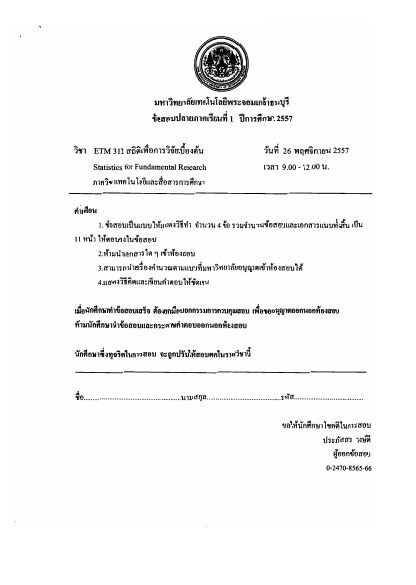 มหาวิทยาลัยเทคโนโลยีพระจอมเกล้าธนบุรี
ข้อสอบปลายภาคเรียนที่ 1 ปีการศึกษา 2557
วิชา ETM 312 สถิติเพื่อการวิจัยเบื้องต้น วันที่ 26 พฤศจิกายน 2557
Statistics for Fundamental Research เวลา 9.00 - 12.00 น.
ภาควิชาเทคโนโลยีและสื่อสารการศึกษา
คำเตือน
1. ข้อสอบเป็นแบบให้แสดงวิธีทำ จำนวน 4 ข้อ รวมจำนวนข้อสอบและเอกสารแนบทั้งสิ้น เป็น
11 หน้า ให้ตอบลงในข้อสอบ
2.ห้ามนำเอกสารใด ๆ เข้าห้องสอบ
3.สามารถนำเครื่องคำนวณตามแบบที่มหาวิทยาลัยอนุญาตเข้าห้องสอบได้
4.แสดงวิธีคิดและเขียนคำตอบให้ชัดเจน
เมื่อนักศึกษาทำข้อสอบเสร็จ ต้องยกมือบอกกรรมการควบคุมสอบ เพื่อขออนุญาตออกนอกห้องสอบ
ห้ามนักศึกษานำข้อสอบและกระดาษคำตอบออกนอกห้องสอบ
นักศึกษาซึ่งทุจริตในการสอบ จะถูกปรับให้สอบตกในรายวิชานี้
ชื่อ..............................นามสกุล..............................รหัส..............................
ขอให้นักศึกษาโชคดีในการสอบ
ประภัสสร วงษ์ดี
ผู้ออกข้อสอบ
0-2470-8565-66